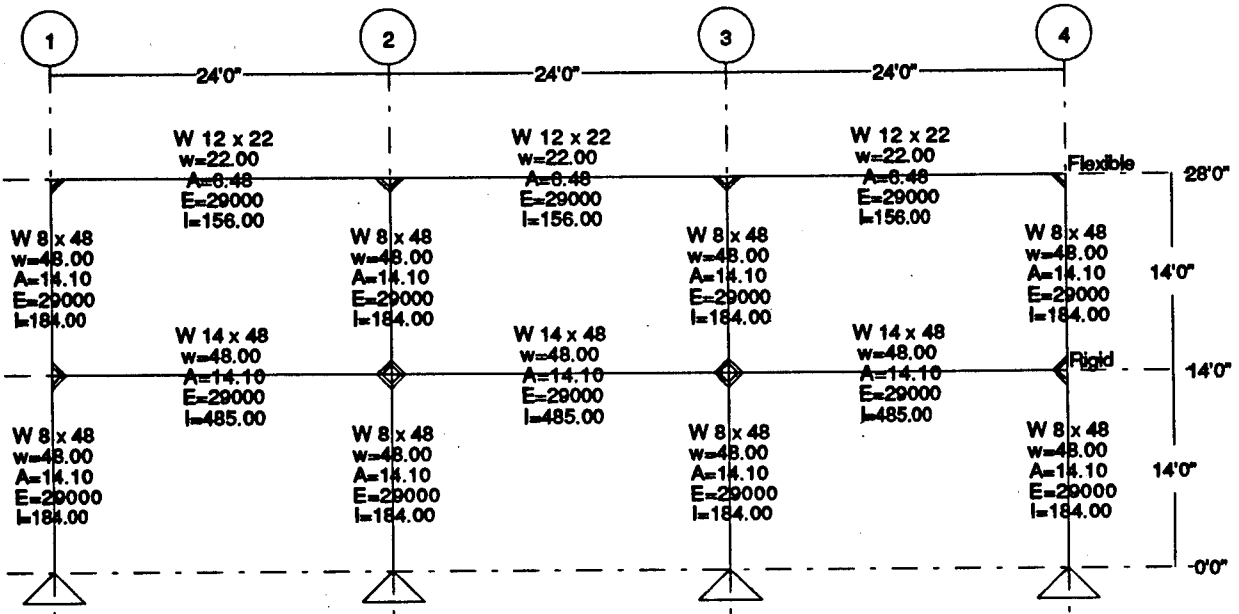 1
2
3
4
24'0"
24'0"
24'0"
W 12 x 22
w=22.00
A=6.48
E=29000
I=156.00
W 12 x 22
w=22.00
A=6.48
E=29000
I=156.00
W 12 x 22
w=22.00
A=6.48
E=29000
I=156.00
Flexible
28'0"
W 8 x 48
w=48.00
A=14.10
E=29000
I=184.00
W 8 x 48
w=48.00
A=14.10
E=29000
I=184.00
W 8 x 48
w=48.00
A=14.10
E=29000
I=184.00
W 8 x 48
w=48.00
A=14.10
E=29000
I=184.00
14'0"
W 14 x 48
w=48.00
A=14.10
E=29000
I=485.00
W 14 x 48
w=48.00
A=14.10
E=29000
I=485.00
W 14 x 48
w=48.00
A=14.10
E=29000
I=485.00
Rigid
14'0"
W 8 x 48
w=48.00
A=14.10
E=29000
I=184.00
W 8 x 48
w=48.00
A=14.10
E=29000
I=184.00
W 8 x 48
w=48.00
A=14.10
E=29000
I=184.00
W 8 x 48
w=48.00
A=14.10
E=29000
I=184.00
14'0"
0'0"